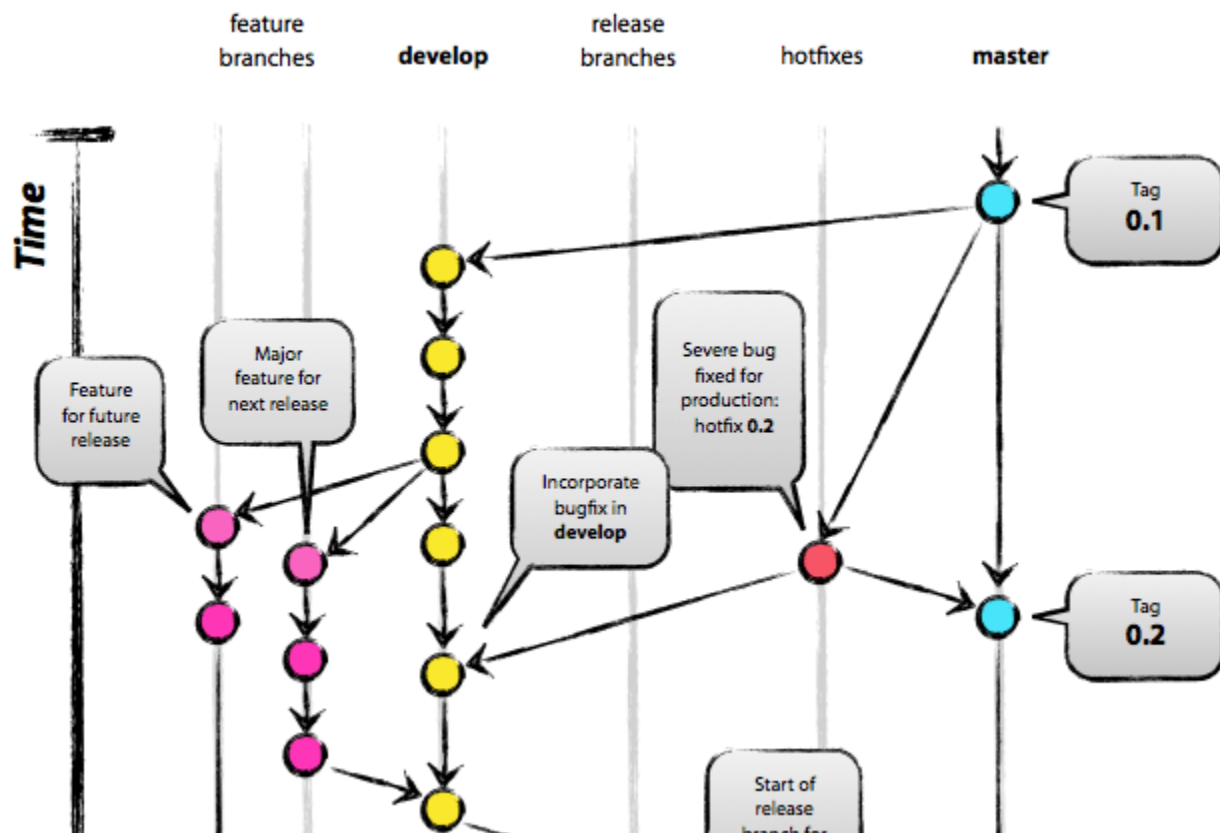 feature
branches
develop
release
branches
hotfixes
master
Time
Tag
0.1
Major
feature for
next release
Feature
for future
release
Severe bug
fixed for
production:
hotfix 0.2
Incorporate
bugfix in
develop
Tag
0.2
Start of
release
branch for